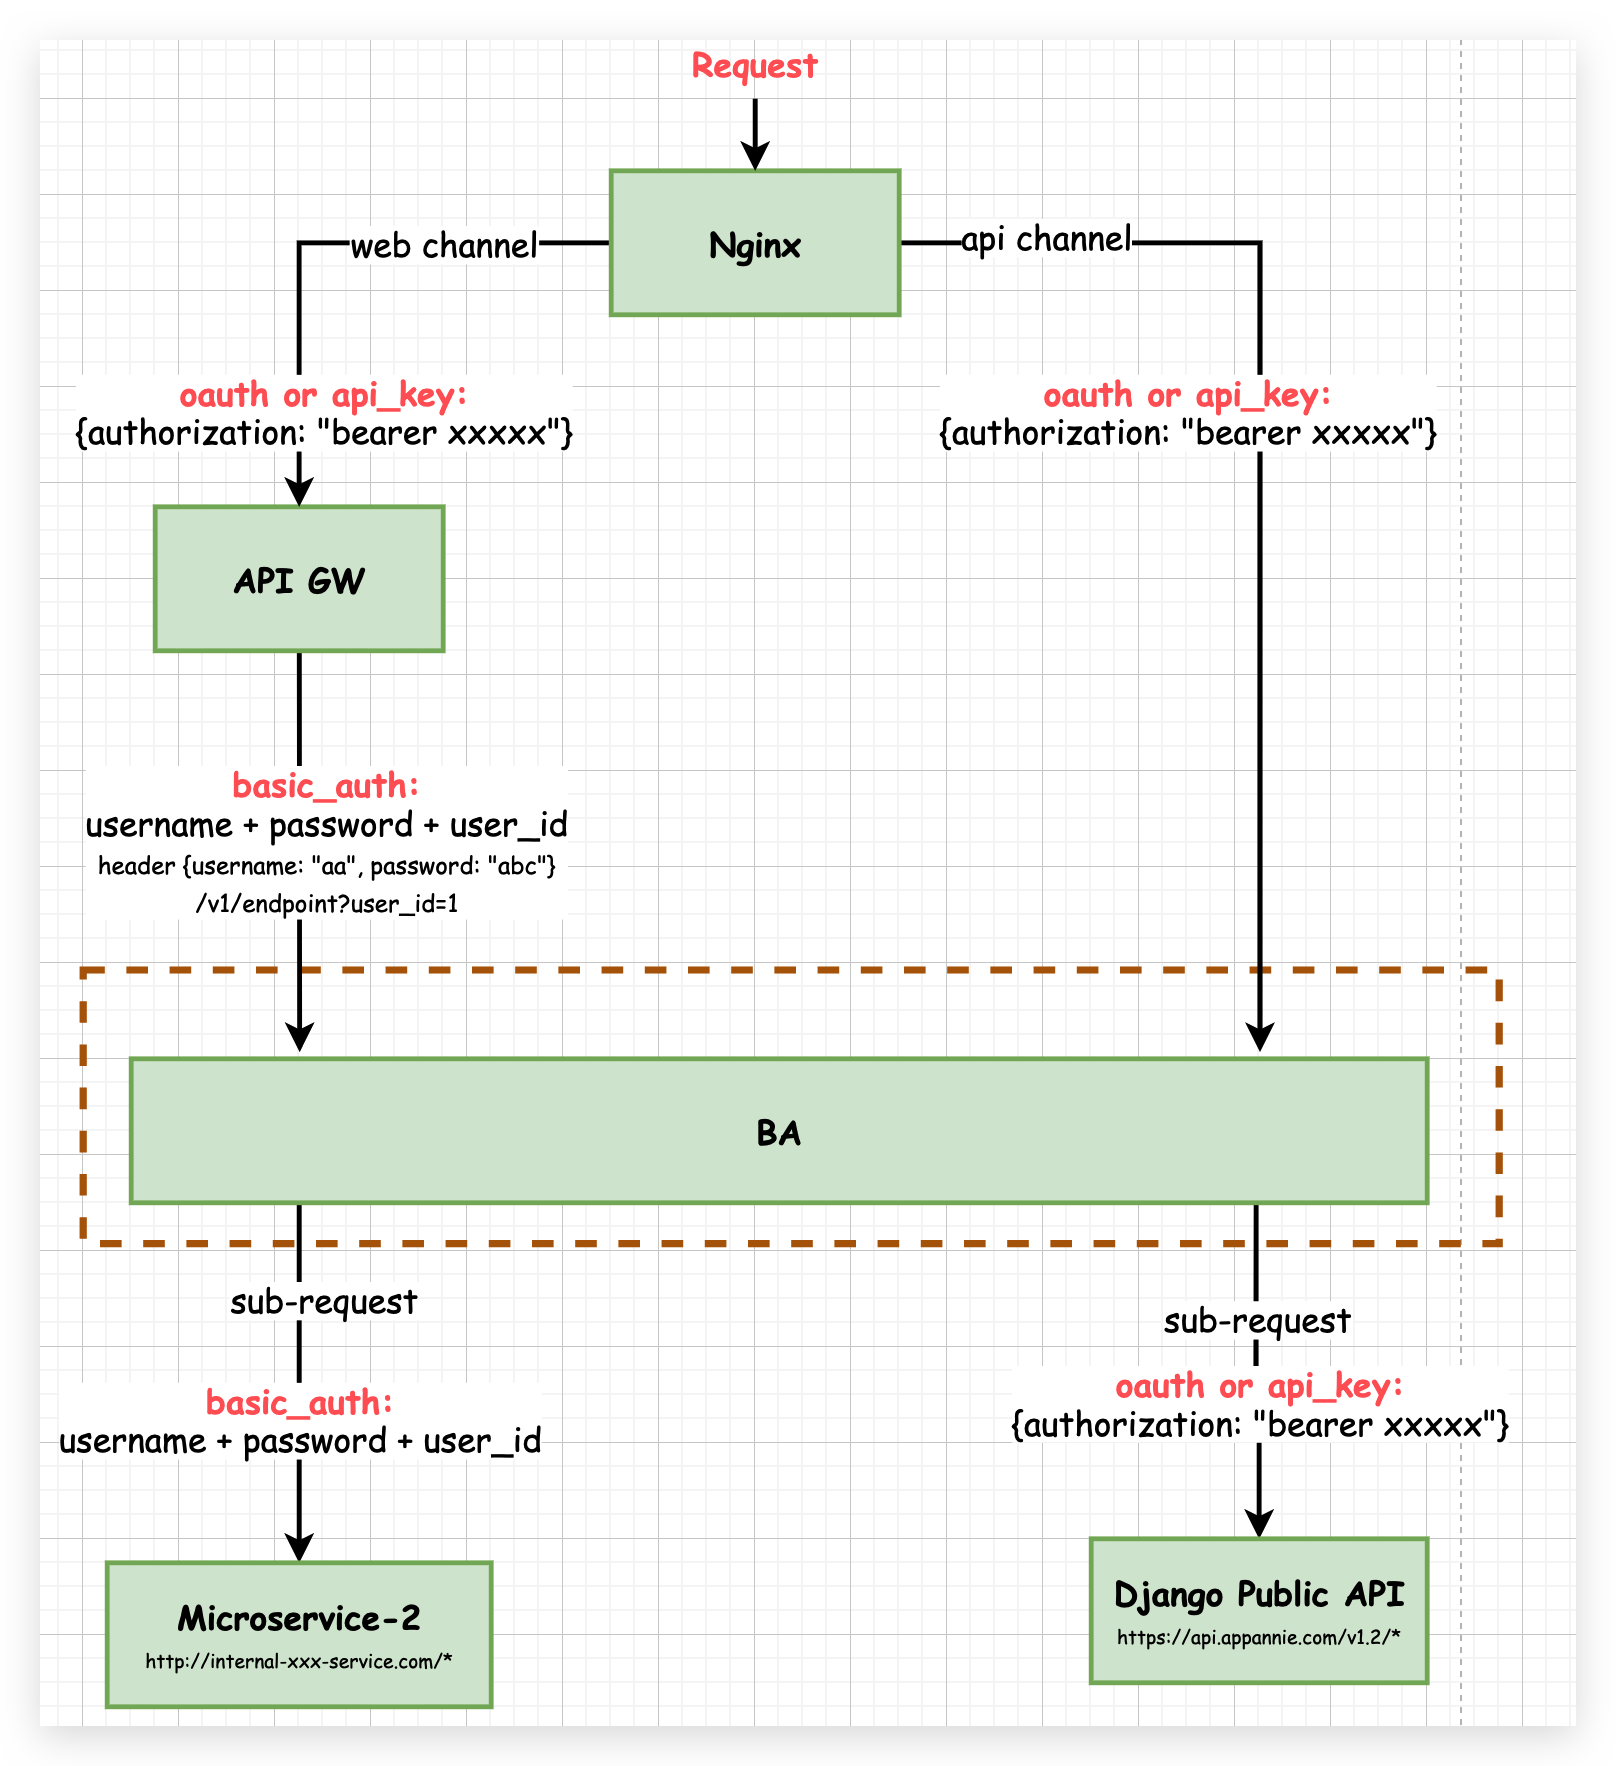 Request
Nginx
web channel
api channel
oauth or api_key:
{authorization: "bearer xxxxx"}
oauth or api_key:
{authorization: "bearer xxxxx"}
API GW
basic_auth:
username + password + user_id
header {username: "aa", password: "abc"}
/v1/endpoint?user_id=1
BA
sub-request
sub-request
basic_auth:
username + password + user_id
oauth or api_key:
{authorization: "bearer xxxxx"}
Microservice-2
http://internal-xxx-service.com/*
Django Public API
https://api.appannie.com/v1.2/*